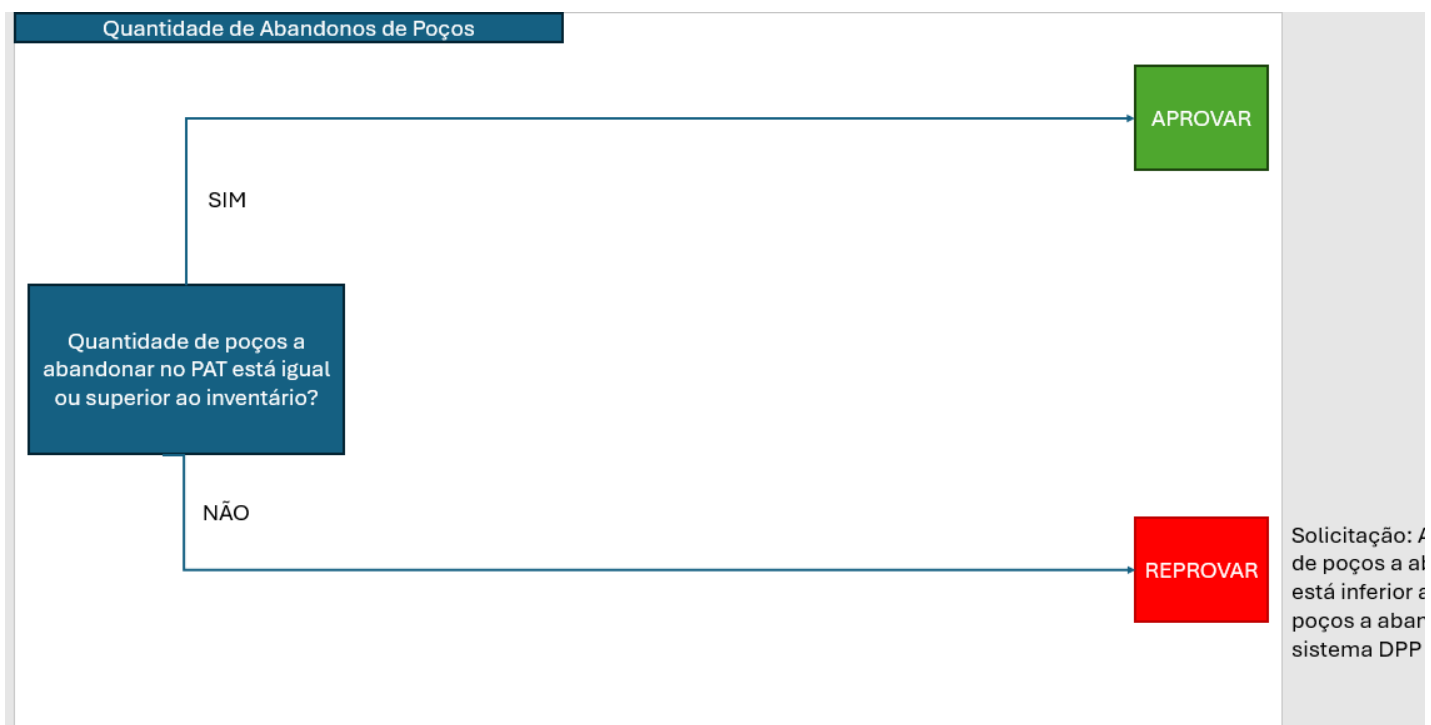 Quantidade de Abandonos de Poços
APROVAR
SIM
Quantidade de poços a
abandonar no PAT está igual
ou superior ao inventário?
NÃO
REPROVAR
Solicitação:
de poços a
está inferior
poços a
sistema DPP